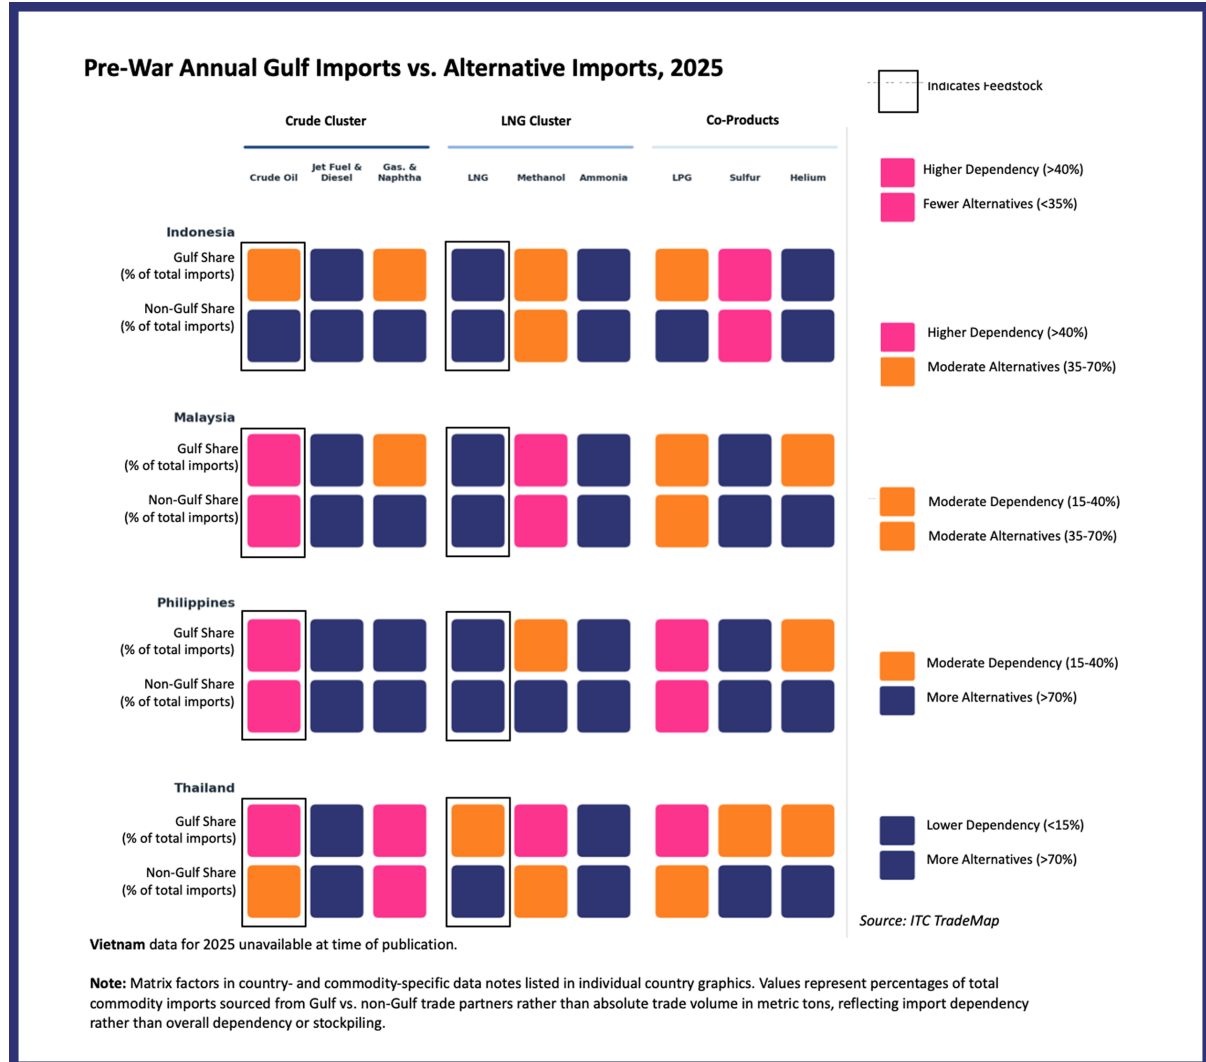 Pre-War Annual Gulf Imports vs. Alternative Imports, 2025
Indicates Feedstock
Crude Cluster
LNG Cluster
Co-Products
Crude Oil
Jet Fuel &
Diesel
Gas. &
Naphtha
LNG
Methanol
Ammonia
LPG
Sulfur
Helium
Higher Dependency (>40%)
Fewer Alternatives (<35%)
Higher Dependency (>40%)
Moderate Alternatives (35-70%)
Moderate Dependency (15-40%)
Moderate Alternatives (35-70%)
Moderate Dependency (15-40%)
More Alternatives (>70%)
Lower Dependency (<15%)
More Alternatives (>70%)
Indonesia
Gulf Share
(% of total imports)
Non-Gulf Share
(% of total imports)
Malaysia
Gulf Share
(% of total imports)
Non-Gulf Share
(% of total imports)
Philippines
Gulf Share
(% of total imports)
Non-Gulf Share
(% of total imports)
Thailand
Gulf Share
(% of total imports)
Non-Gulf Share
(% of total imports)
Source: ITC TradeMap
Vietnam data for 2025 unavailable at time of publication.
Note: Matrix factors in country- and commodity-specific data notes listed in individual country graphics. Values represent percentages of total
commodity imports sourced from Gulf vs. non-Gulf trade partners rather than absolute trade volume in metric tons, reflecting import dependency
rather than overall dependency or stockpiling.